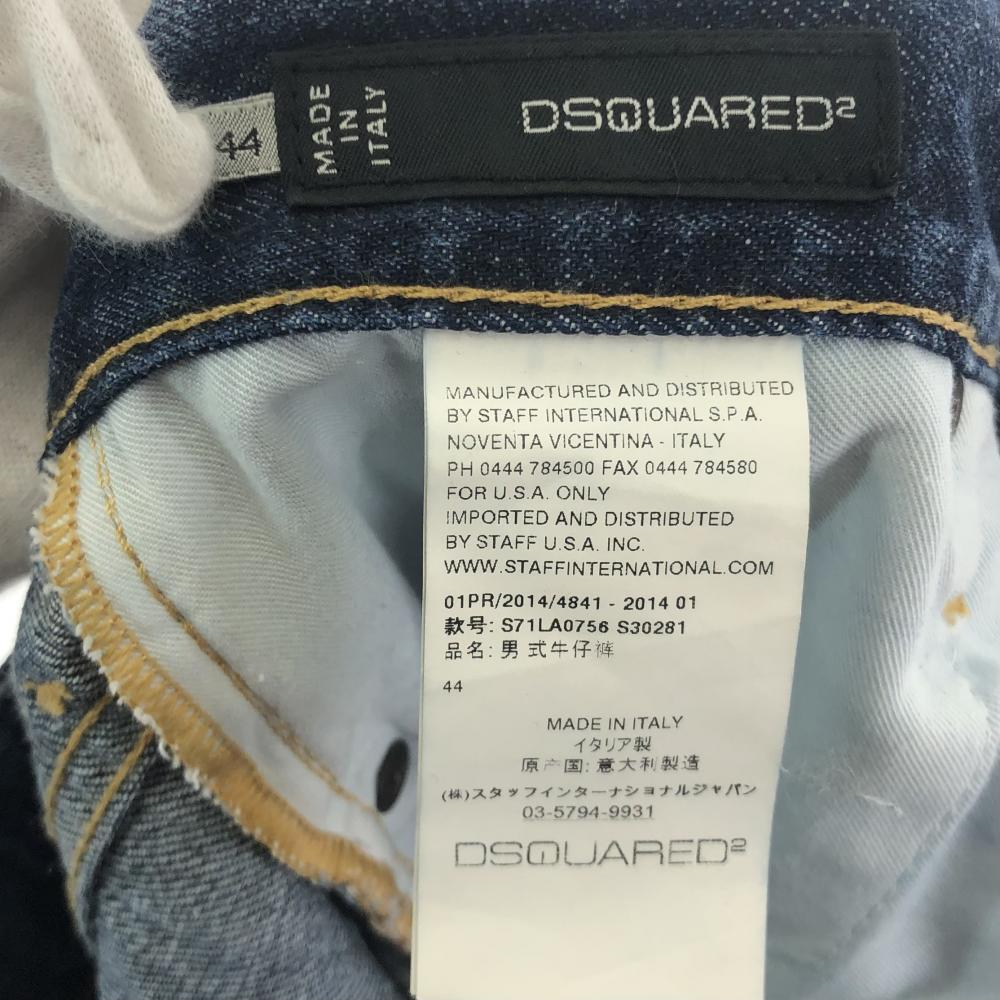 44
MADE
IN
ITALY
DSQUARED²
MANUFACTURED AND DISTRIBUTED
BY STAFF INTERNATIONAL S.P.A.
NOVENTA VICENTINA - ITALY
PH 0444 784500 FAX 0444 784580
FOR U.S.A. ONLY
IMPORTED AND DISTRIBUTED
BY STAFF U.S.A. INC.
WWW.STAFFINTERNATIONAL.COM
01PR/2014/4841 - 2014 01
款号: S71LA0756 S30281
品名: 男式牛仔裤
44
MADE IN ITALY
イタリア製
原产国: 意大利製造
(株)スタッフインターナショナルジャパン
03-5794-9931
DSQUARED²